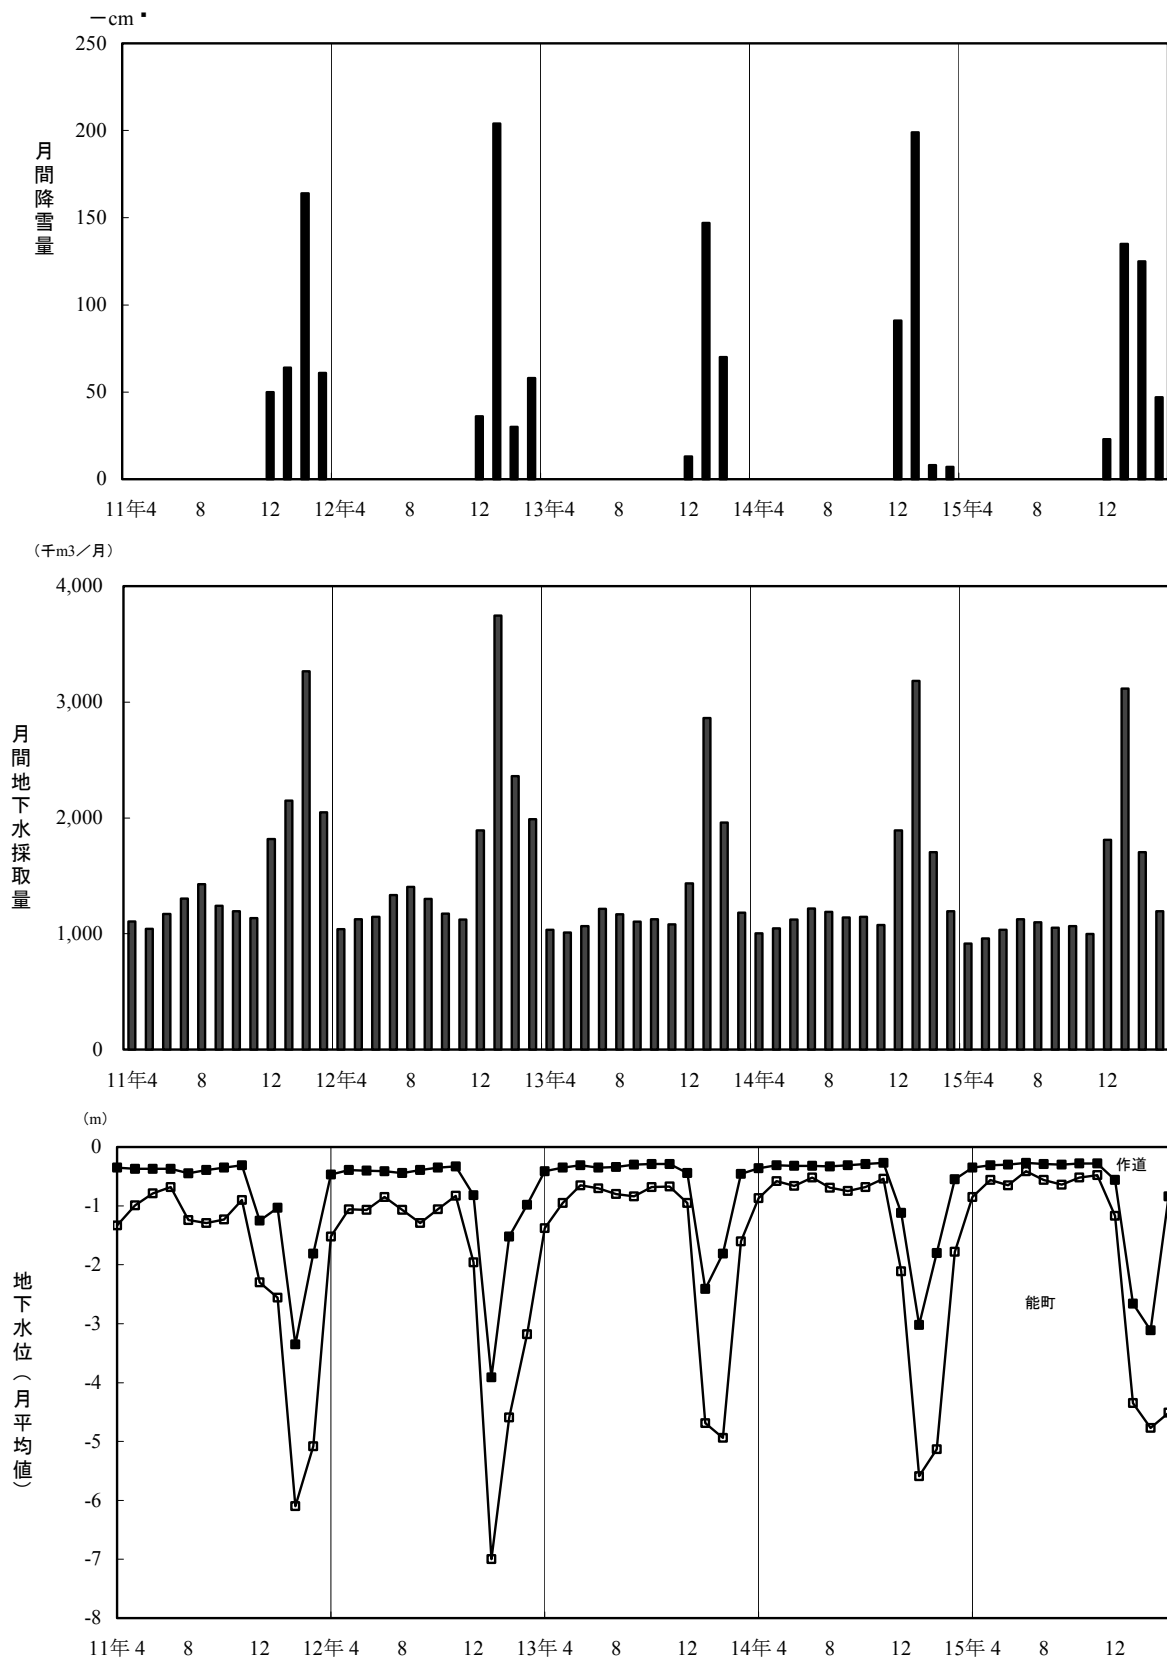 ーcm ▪
250
200
150
100
50
0
月間降雪量
11年4 8 12 12年4 8 12 13年4 8 12 14年4 8 12 15年4 8 12
（千m3／月）
4,000
3,000
2,000
1,000
0
月間地下水採取量
11年4 8 12 12年4 8 12 13年4 8 12 14年4 8 12 15年4 8 12
（m）
0
-1
-2
-3
-4
-5
-6
-7
-8
地下水位（月平均値）
作道
能町
11年 4 8 12 12年 4 8 12 13年 4 8 12 14年 4 8 12 15年 4 8 12